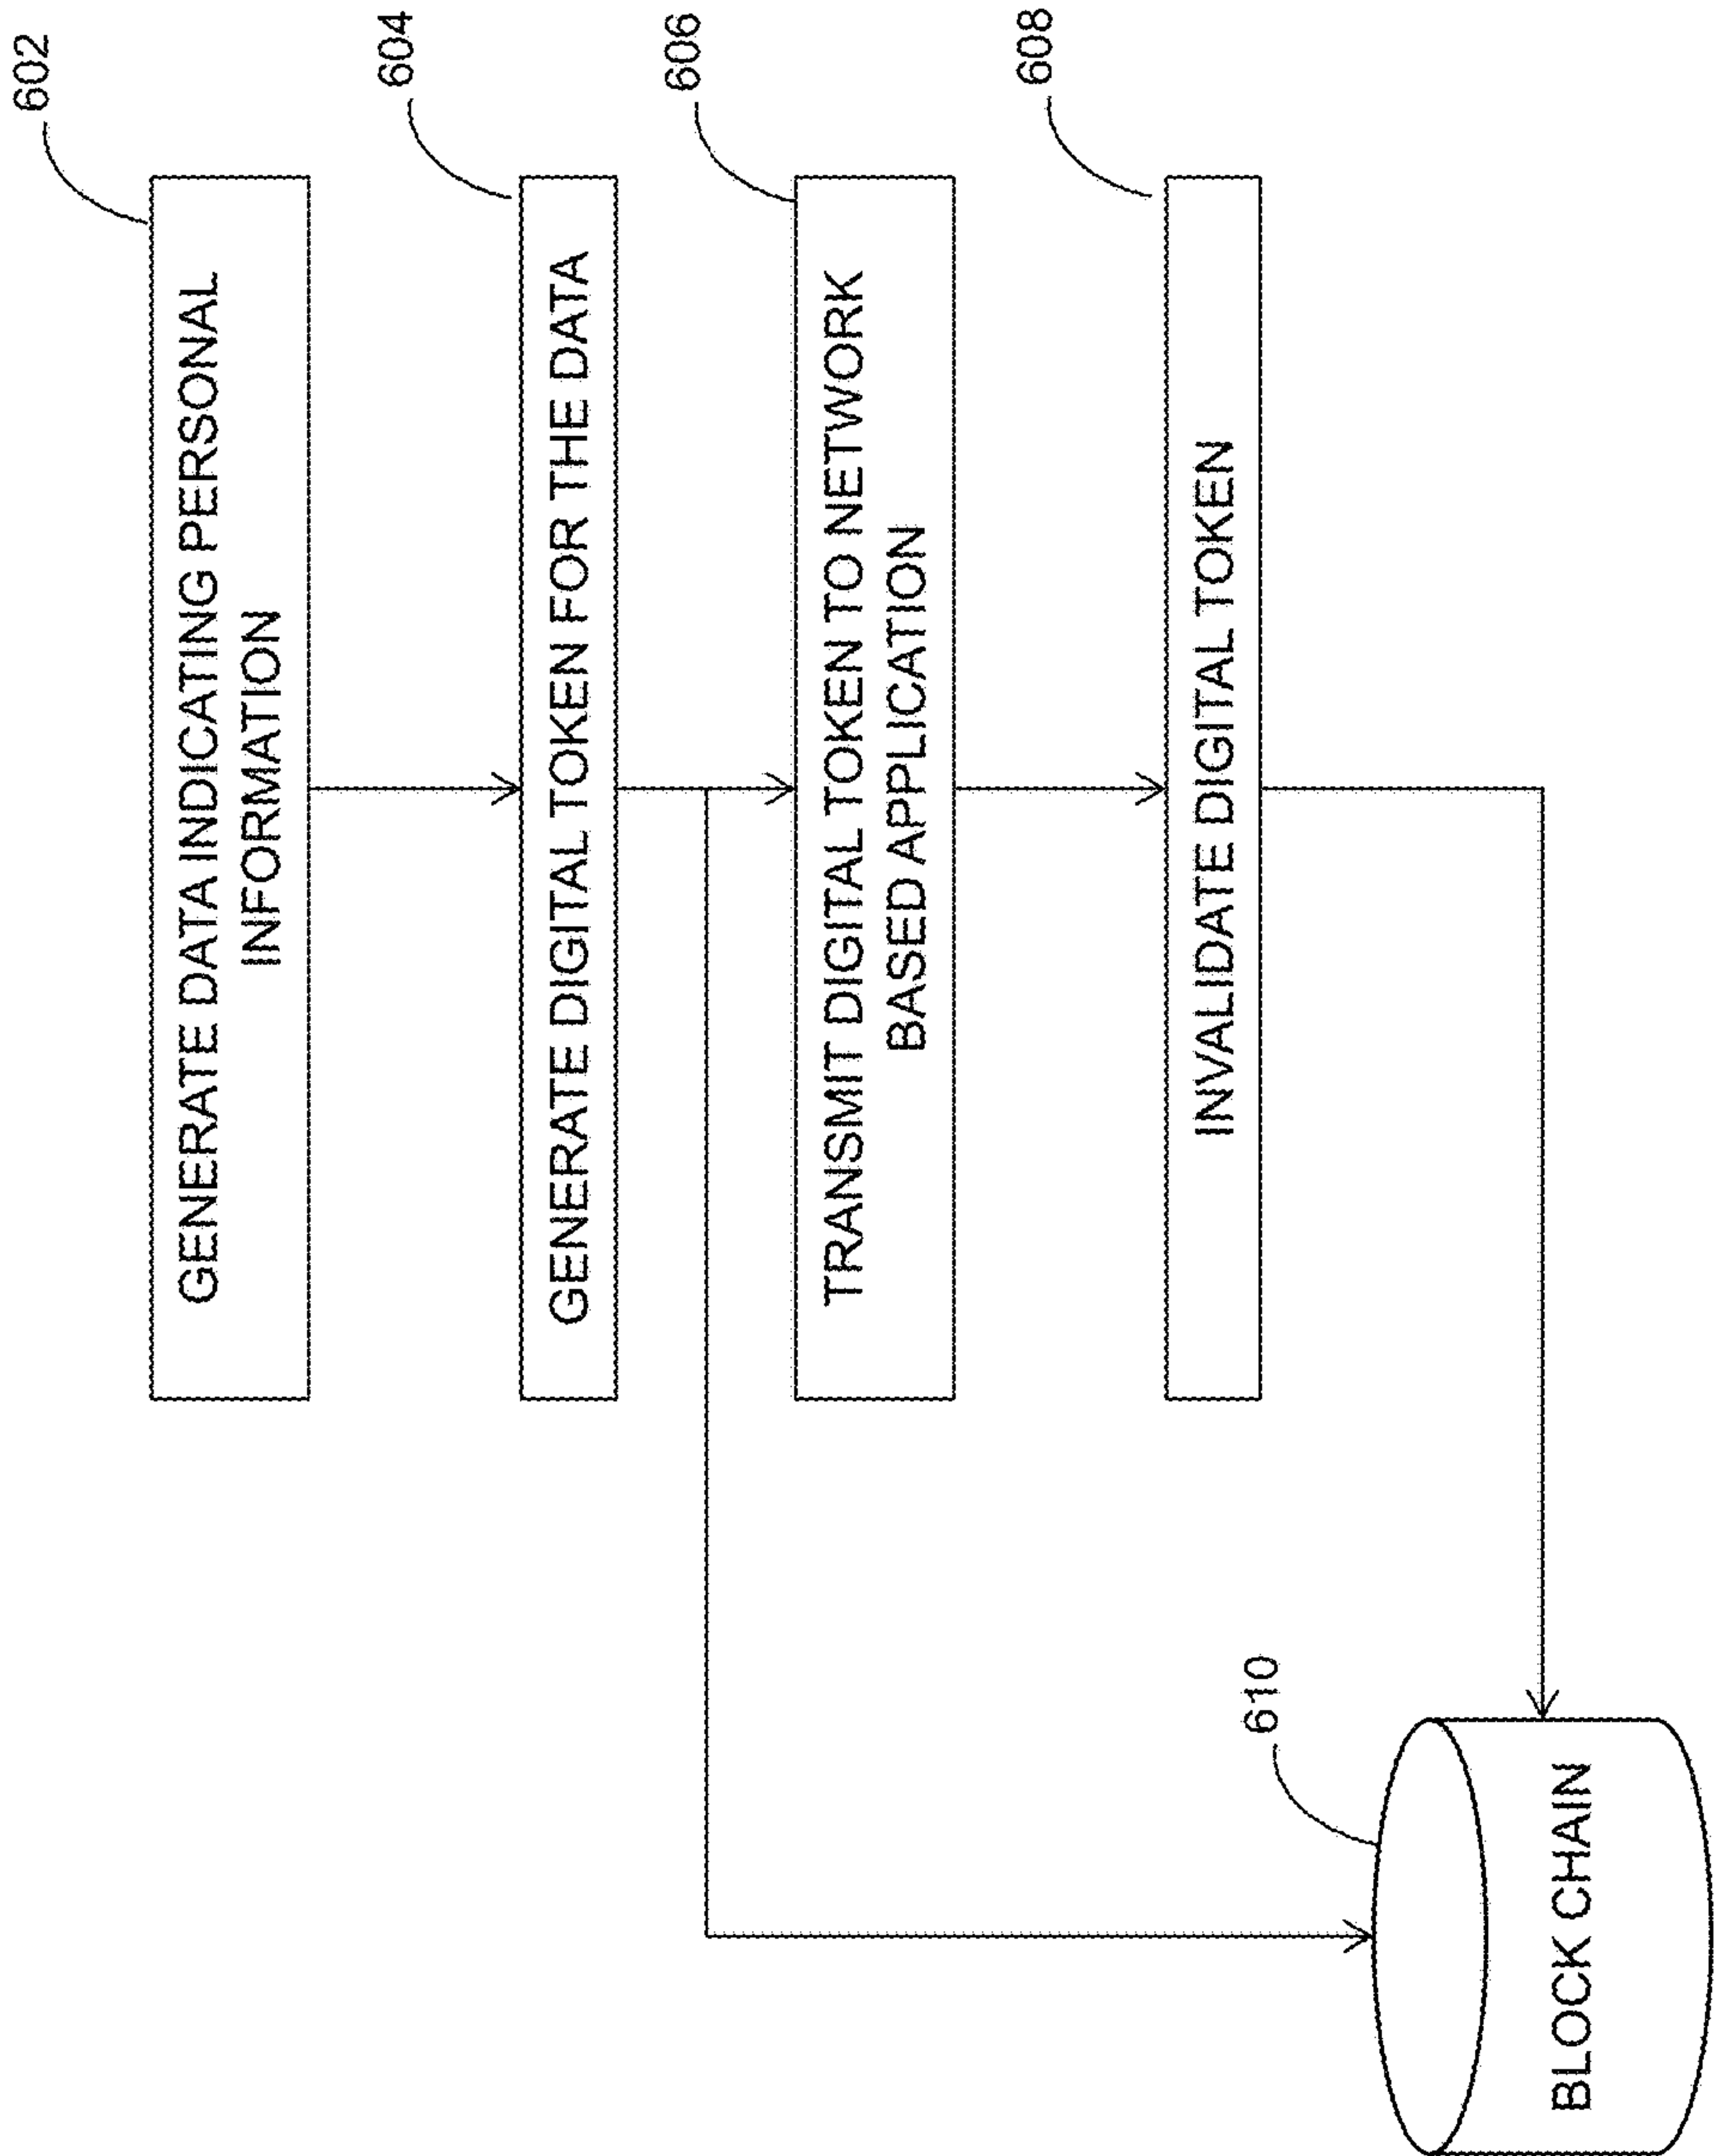 602
GENERATE DATA INDICATING PERSONAL
INFORMATION
604
GENERATE DIGITAL TOKEN FOR THE DATA
606
TRANSMIT DIGITAL TOKEN TO NETWORK
BASED APPLICATION
608
INVALIDATE DIGITAL TOKEN
610
BLOCK CHAIN